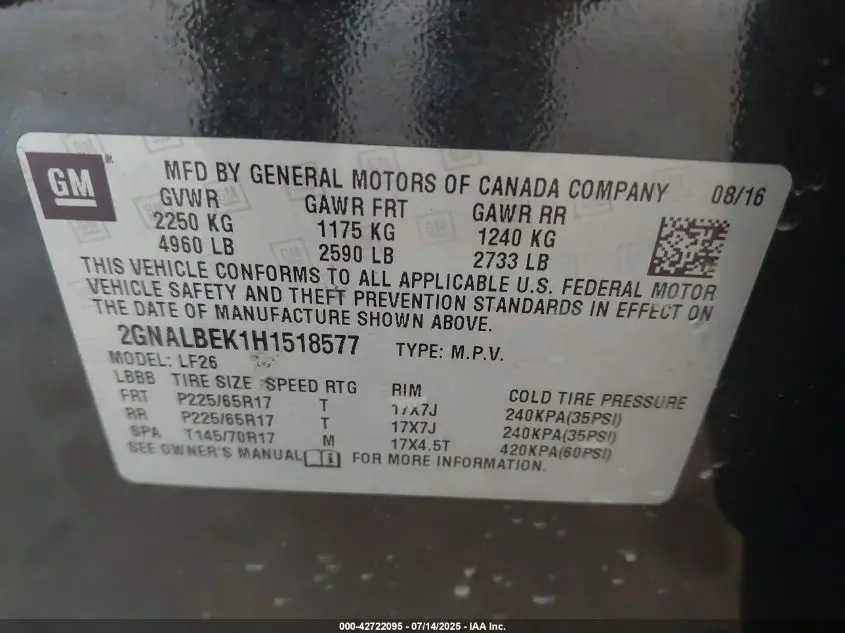 GM
MFD BY GENERAL MOTORS OF CANADA COMPANY 08/16
GVWR GAWR FRT GAWR RR
2250 KG 1175 KG 1240 KG
4960 LB 2590 LB 2733 LB
THIS VEHICLE CONFORMS TO ALL APPLICABLE U.S. FEDERAL MOTOR
VEHICLE SAFETY AND THEFT PREVENTION STANDARDS IN EFFECT ON
THE DATE OF MANUFACTURE SHOWN ABOVE.
2GNALBEK1H1518577 TYPE: M.P.V.
MODEL: LF26
LBBB TIRE SIZE SPEED RTG RIM COLD TIRE PRESSURE
FRT P225/65R17 T 17X7J 240KPA(35PSI)
RR P225/65R17 T 17X7J 240KPA(35PSI)
SPA T145/70R17 M 17X4.5T 420KPA(60PSI)
SEE OWNER'S MANUAL FOR MORE INFORMATION.
000-42722095 - 07/14/2025 - IAA Inc.